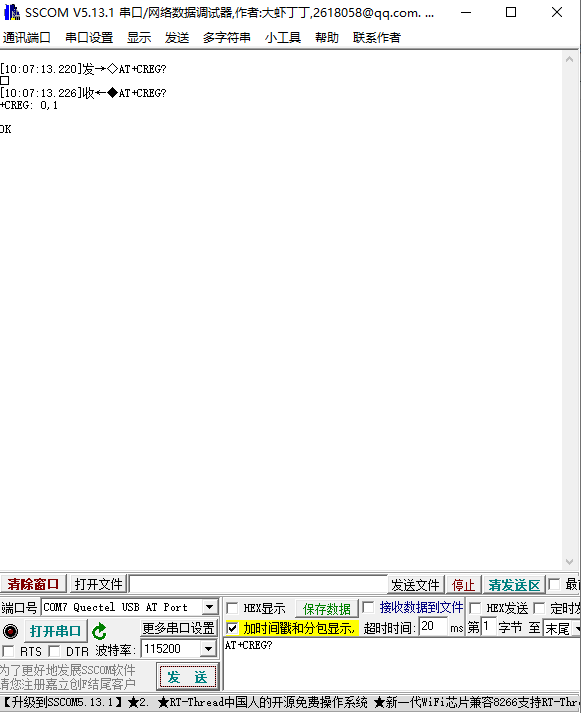 SSCOM V5.13.1 串口/网络数据调试器,作者:大虾丁丁,2618058@qq.com. ...
通讯端口 串口设置 显示 发送 多字符串 小工具 帮助 联系作者
[10:07:13.220]发→◇AT+CREG?
□
[10:07:13.226]收←◆AT+CREG?
+CREG: 0,1
OK
清除窗口 打开文件 发送文件 停止 清发送区
端口号 COM7 Quectel USB AT Port HEX显示 保存数据 接收数据到文件 HEX发送
打开串口 更多串口设置 加时间戳和分包显示, 超时时间: 20 ms 第 1 字节 至 末尾
RTS DTR 波特率: 115200 AT+CREG?
为了更好地发展SSCOM软件
请您注册嘉立创F结尾客户
发 送
【升级到SSCOM5.13.1】★2. ★RT-Thread中国人的开源免费操作系统 ★新一代WiFi芯片兼容8266支持RT-Thr